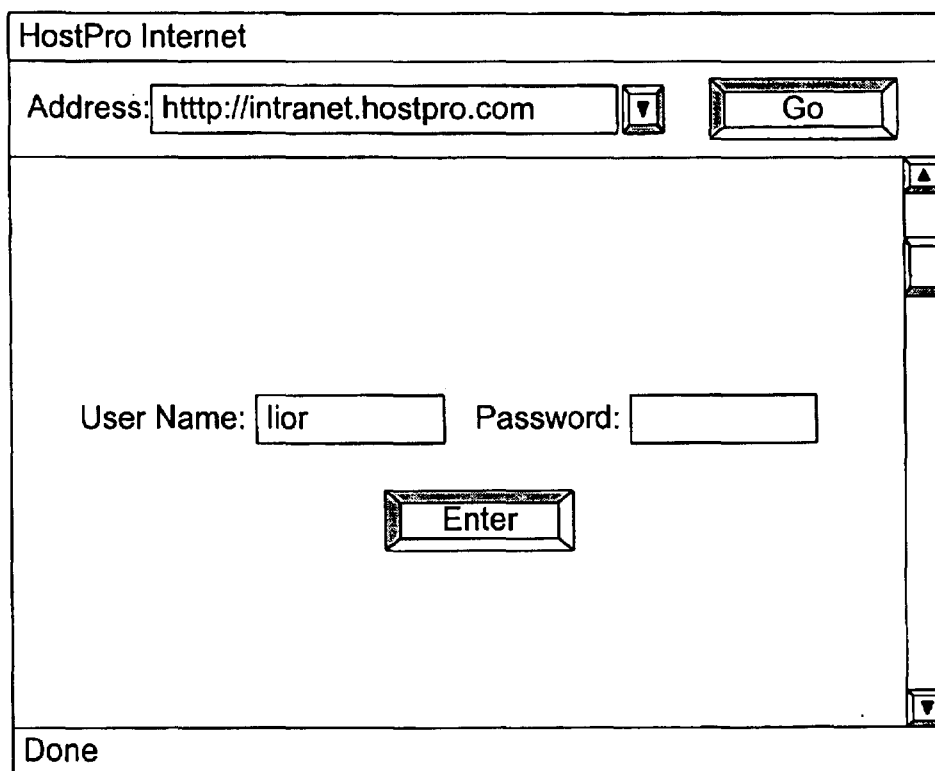 HostPro Internet
Address: htttp://intranet.hostpro.com Go
User Name: lior Password:
Enter
Done